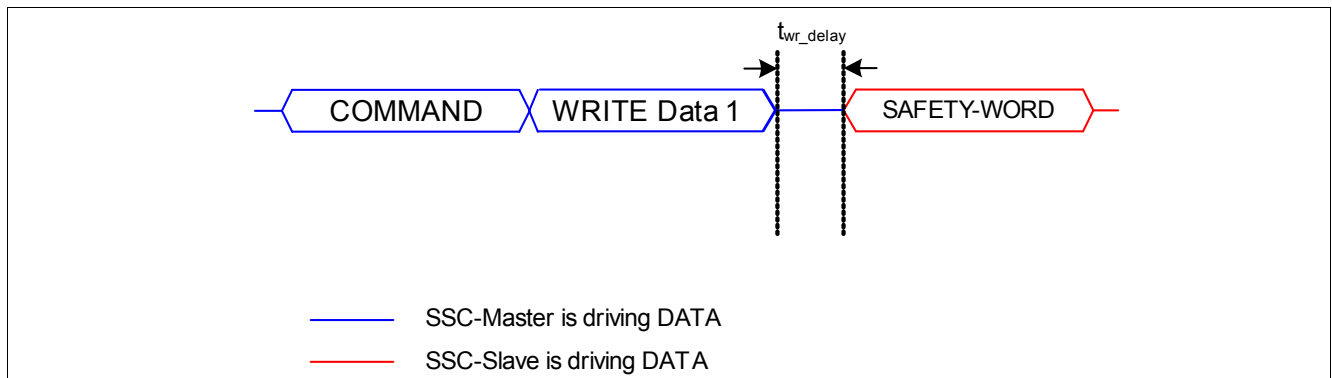 twr_delay
COMMAND WRITE Data 1 SAFETY-WORD
SSC-Master is driving DATA
SSC-Slave is driving DATA